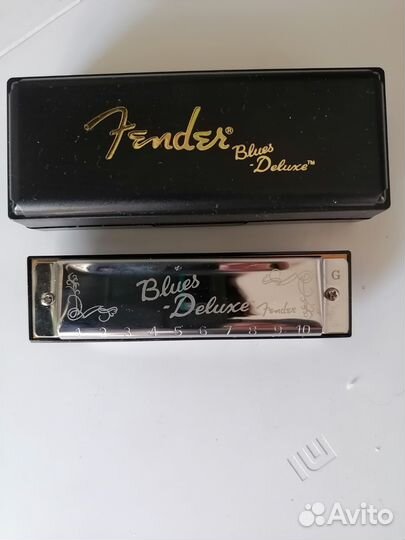 Fender®
Blues
-Deluxe™
G
Blues
-Deluxe
Fender
1 2 3 4 5 6 7 8 9 10
Avito